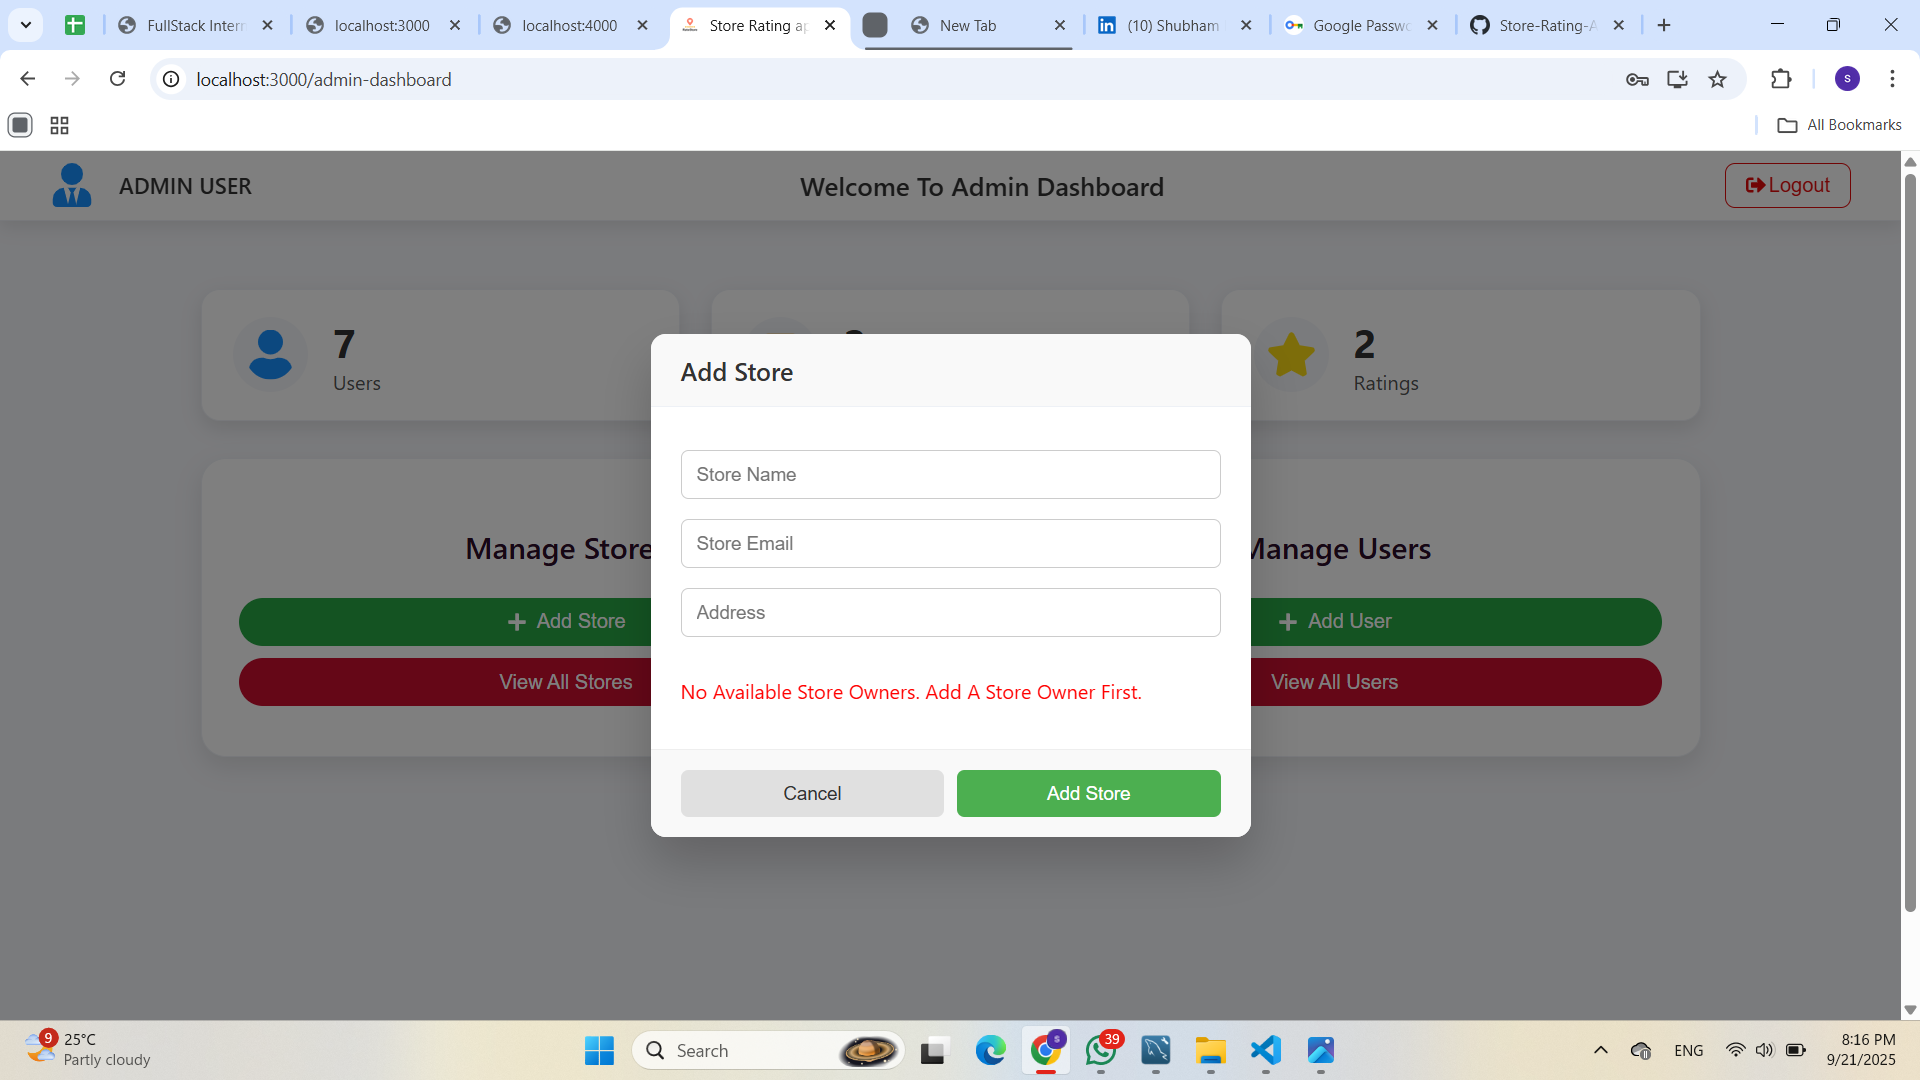 FullStack Intern
localhost:3000
localhost:4000
Store Rating ap
New Tab
(10) Shubham
Google Passwo
Store-Rating-A
localhost:3000/admin-dashboard
S
All Bookmarks
ADMIN USER
Welcome To Admin Dashboard
Logout
7
Users
2
Ratings
Add Store
Store Name
Store Email
Address
No Available Store Owners. Add A Store Owner First.
Cancel
Add Store
Manage Store
Add Store
View All Stores
Manage Users
Add User
View All Users
9
25°C
Partly cloudy
Search
S
39
ENG
8:16 PM
9/21/2025